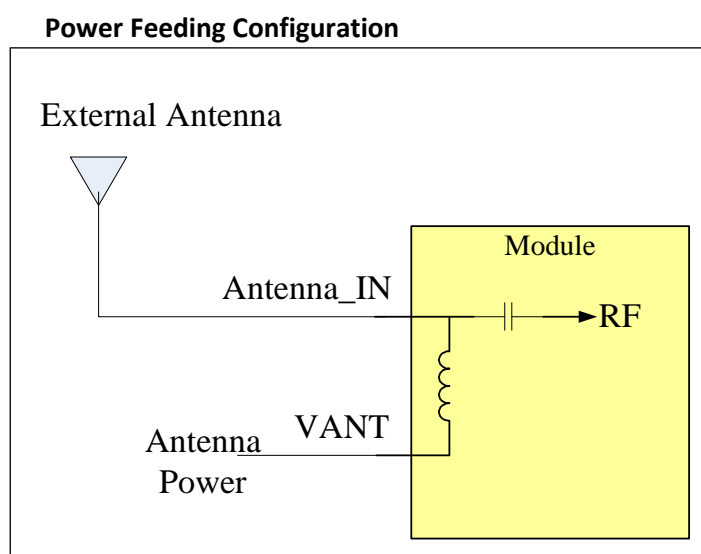 Power Feeding Configuration
External Antenna
Module
Antenna_IN
RF
VANT
Antenna
Power